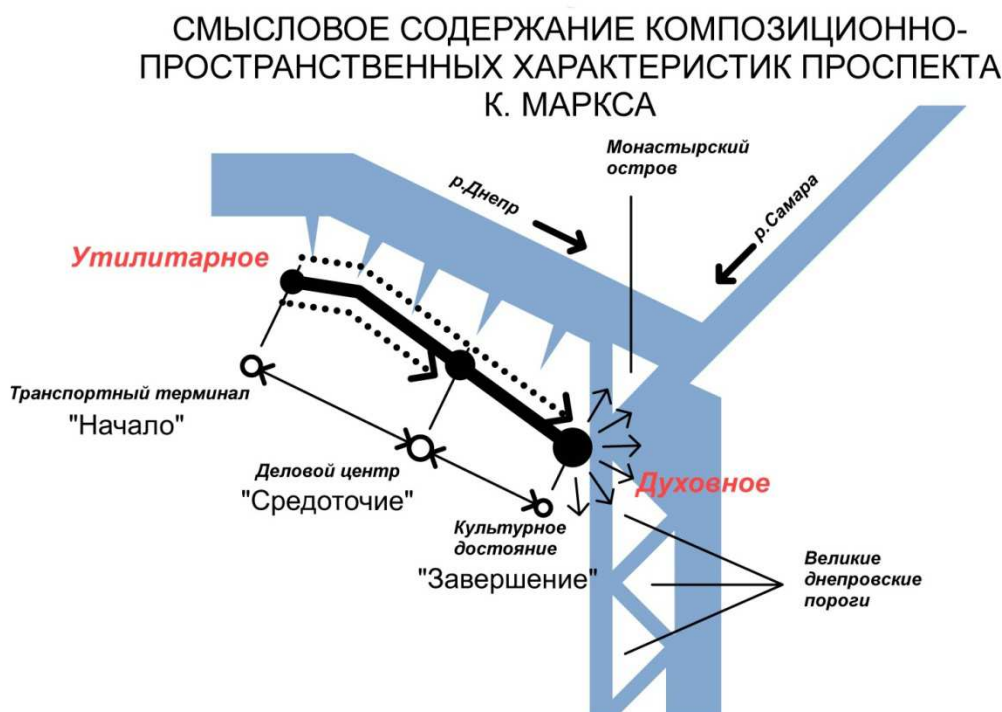 СМЫСЛОВОЕ СОДЕРЖАНИЕ КОМПОЗИЦИОННО-
ПРОСТРАНСТВЕННЫХ ХАРАКТЕРИСТИК ПРОСПЕКТА
К. МАРКСА
Монастырский
остров
р.Днепр
р.Самара
Утилитарное
Транспортный терминал
"Начало"
Деловой центр
"Средоточие"
Духовное
Культурное
достояние
"Завершение"
Великие
днепровские
пороги